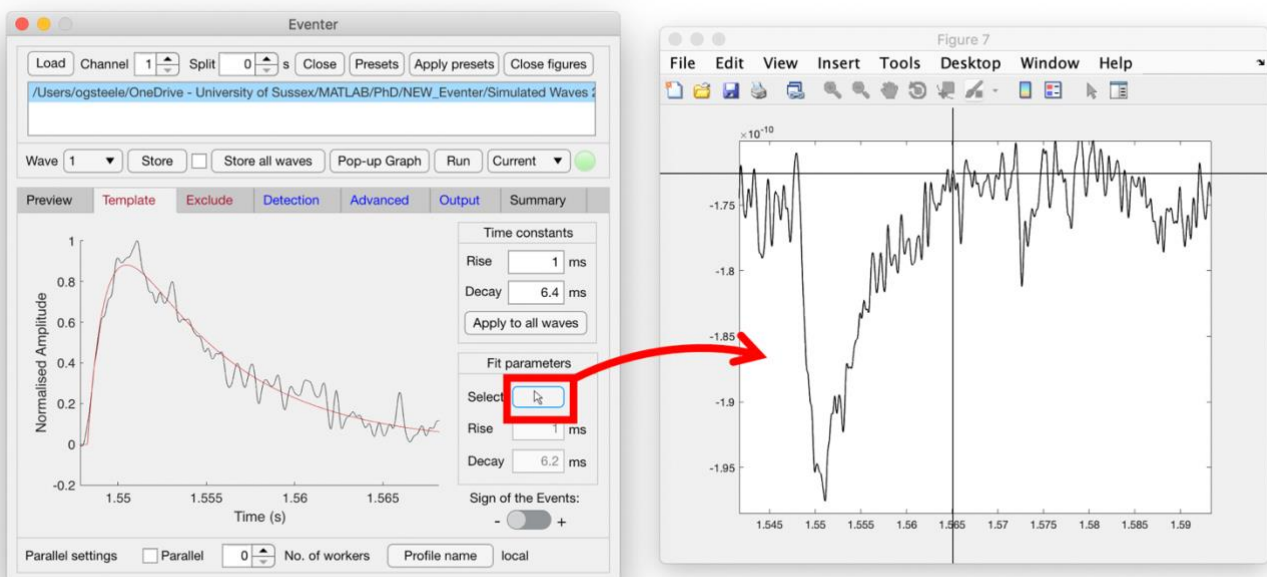 Eventer
Load Channel 1 Split 0 s Close Presets Apply presets Close figures
/Users/ogsteele/OneDrive - University of Sussex/MATLAB/PhD/NEW_Eventer/Simulated Waves 2
Wave 1 Store Store all waves Pop-up Graph Run Current
Preview Template Exclude Detection Advanced Output Summary
Normalised Amplitude
1
0.8
0.6
0.4
0.2
0
-0.2
1.55 1.555 1.56 1.565
Time (s)
Time constants
Rise 1 ms
Decay 6.4 ms
Apply to all waves
Fit parameters
Select
Rise 1 ms
Decay 6.2 ms
Sign of the Events:
- +
Parallel settings Parallel 0 No. of workers Profile name local
Figure 7
File Edit View Insert Tools Desktop Window Help
×10-10
-1.75
-1.8
-1.85
-1.9
-1.95
1.545 1.55 1.555 1.56 1.565 1.57 1.575 1.58 1.585 1.59